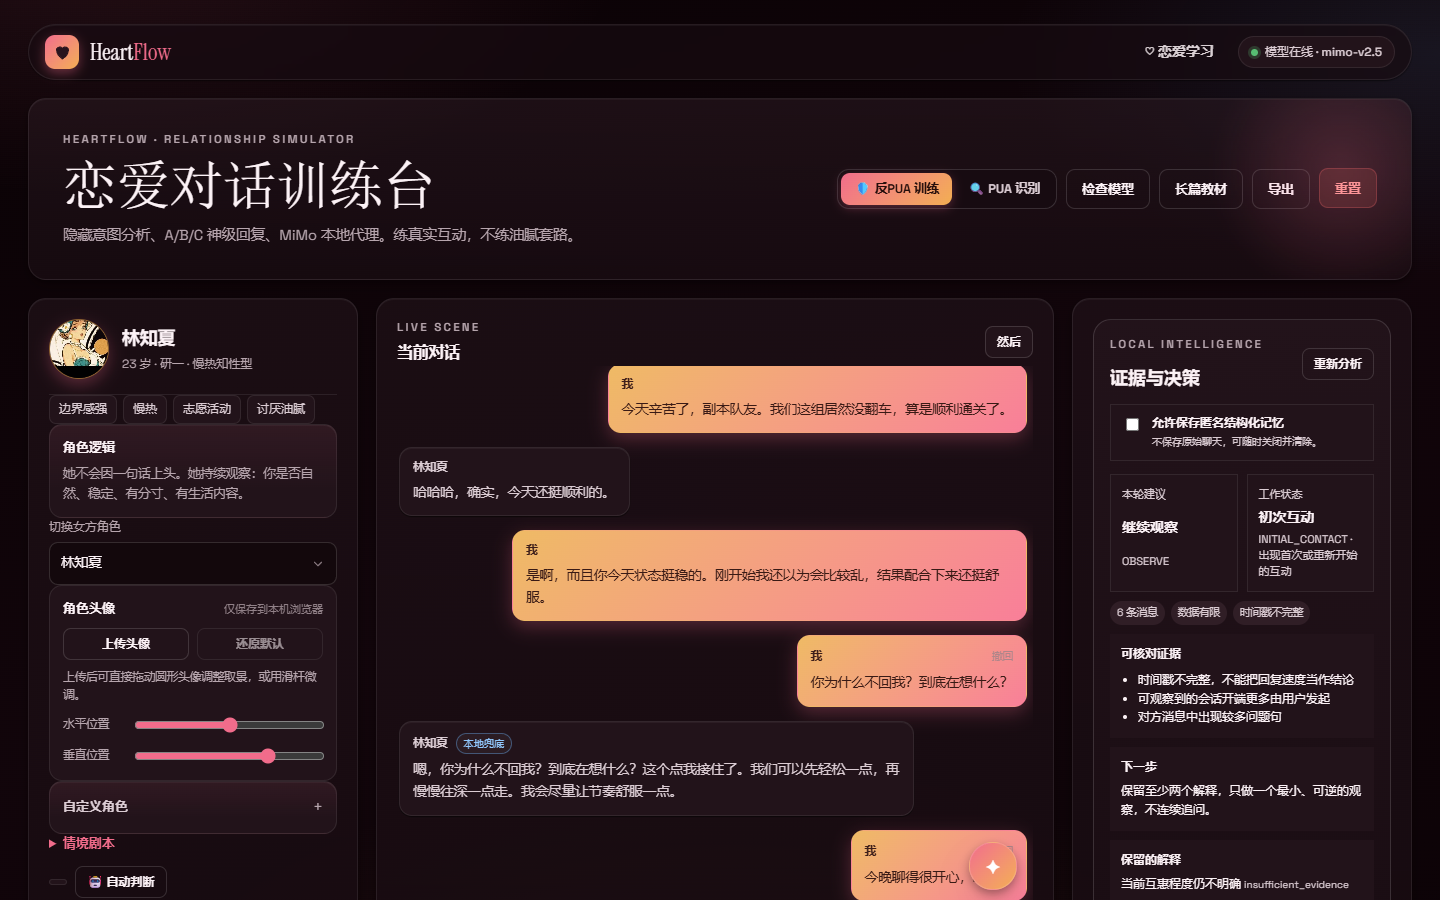 HeartFlow
♡ 恋爱学习
模型在线 · mimo-v2.5
HEARTFLOW · RELATIONSHIP SIMULATOR
恋爱对话训练台
隐藏意图分析、A/B/C 神级回复、MiMo 本地代理。练真实互动，不练油腻套路。
反PUA 训练
PUA 识别
检查模型
长篇教材
导出
重置
林知夏
23 岁 · 研一 · 慢热知性型
边界感强
慢热
志愿活动
讨厌油腻
角色逻辑
她不会因一句话上头。她持续观察：你是否自
然、稳定、有分寸、有生活内容。
切换女方角色
林知夏
角色头像
仅保存到本机浏览器
上传头像
还原默认
上传后可直接拖动圆形头像调整取景，或用滑杆微
调。
水平位置
垂直位置
自定义角色
+
情境剧本
自动判断
LIVE SCENE
当前对话
然后
我
今天辛苦了，副本队友。我们这组居然没翻车，算是顺利通关了。
林知夏
哈哈哈，确实，今天还挺顺利的。
我
是啊，而且你今天状态挺稳的。刚开始我还以为会比较乱，结果配合下来还挺舒
服。
我
撤回
你为什么不回我？到底在想什么？
林知夏
本地兜底
嗯，你为什么不回我？到底在想什么？这个点我接住了。我们可以先轻松一点，再
慢慢往深一点走。我会尽量让节奏舒服一点。
我
今晚聊得很开心，
LOCAL INTELLIGENCE
证据与决策
重新分析
允许保存匿名结构化记忆
不保存原始聊天，可随时关闭并清除。
本轮建议
继续观察
OBSERVE
工作状态
初次互动
INITIAL_CONTACT ·
出现首次或重新开始
的互动
6 条消息
数据有限
时间戳不完整
可核对证据
• 时间戳不完整，不能把回复速度当作结论
• 可观察到的会话开端更多由用户发起
• 对方消息中出现较多问题句
下一步
保留至少两个解释，只做一个最小、可逆的观
察，不连续追问。
保留的解释
当前互惠程度仍不明确 insufficient_evidence